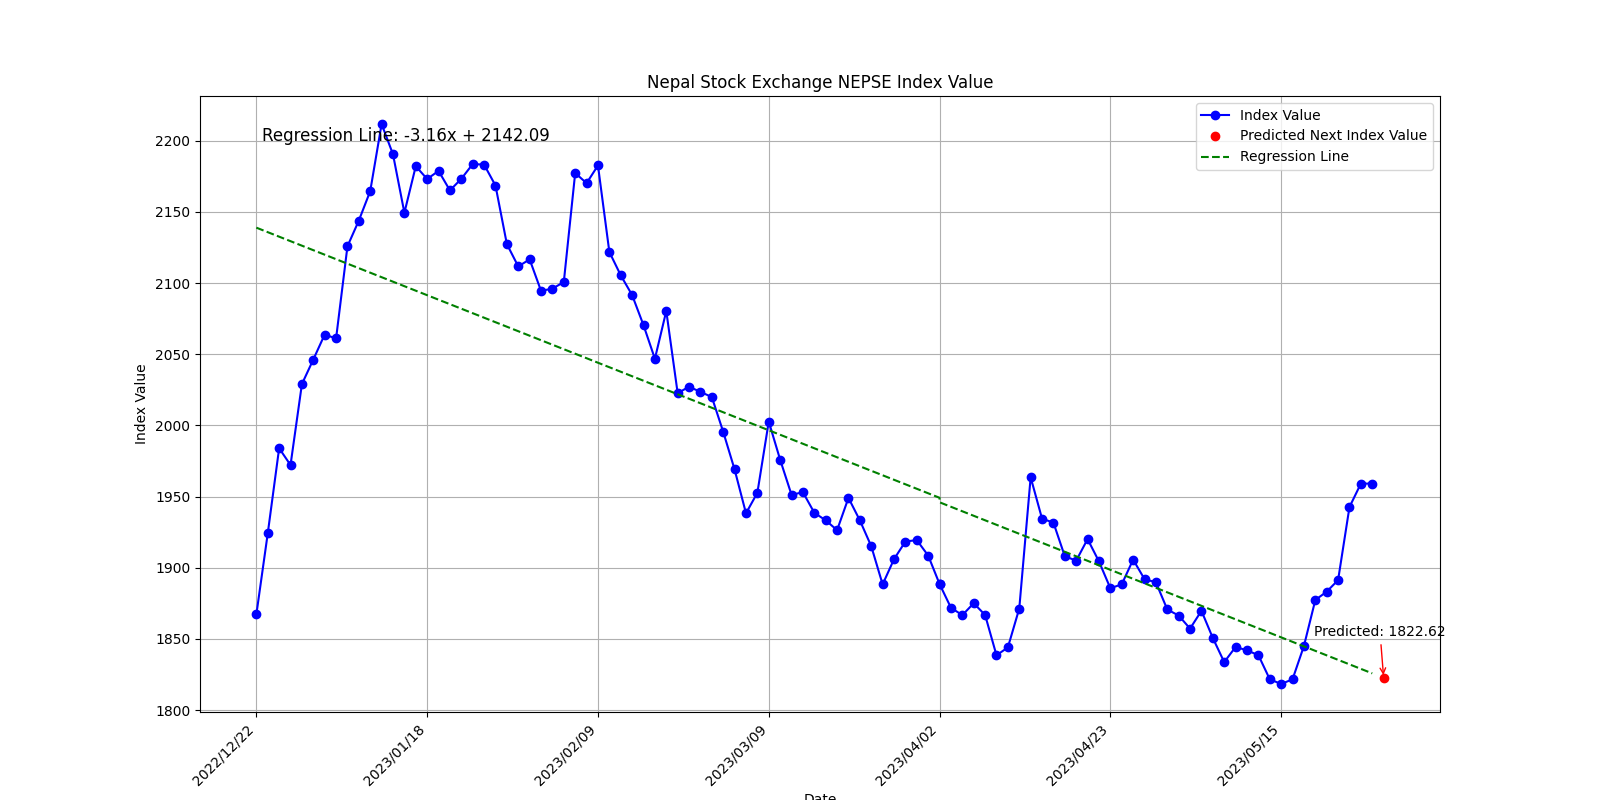 Nepal Stock Exchange NEPSE Index Value
Regression Line: -3.16x + 2142.09
Index Value
Predicted Next Index Value
Regression Line
2200
2150
2100
2050
2000
1950
1900
1850
1800
Index Value
Predicted: 1822.62
2022/12/22
2023/01/18
2023/02/09
2023/03/09
2023/04/02
2023/04/23
2023/05/15
Date